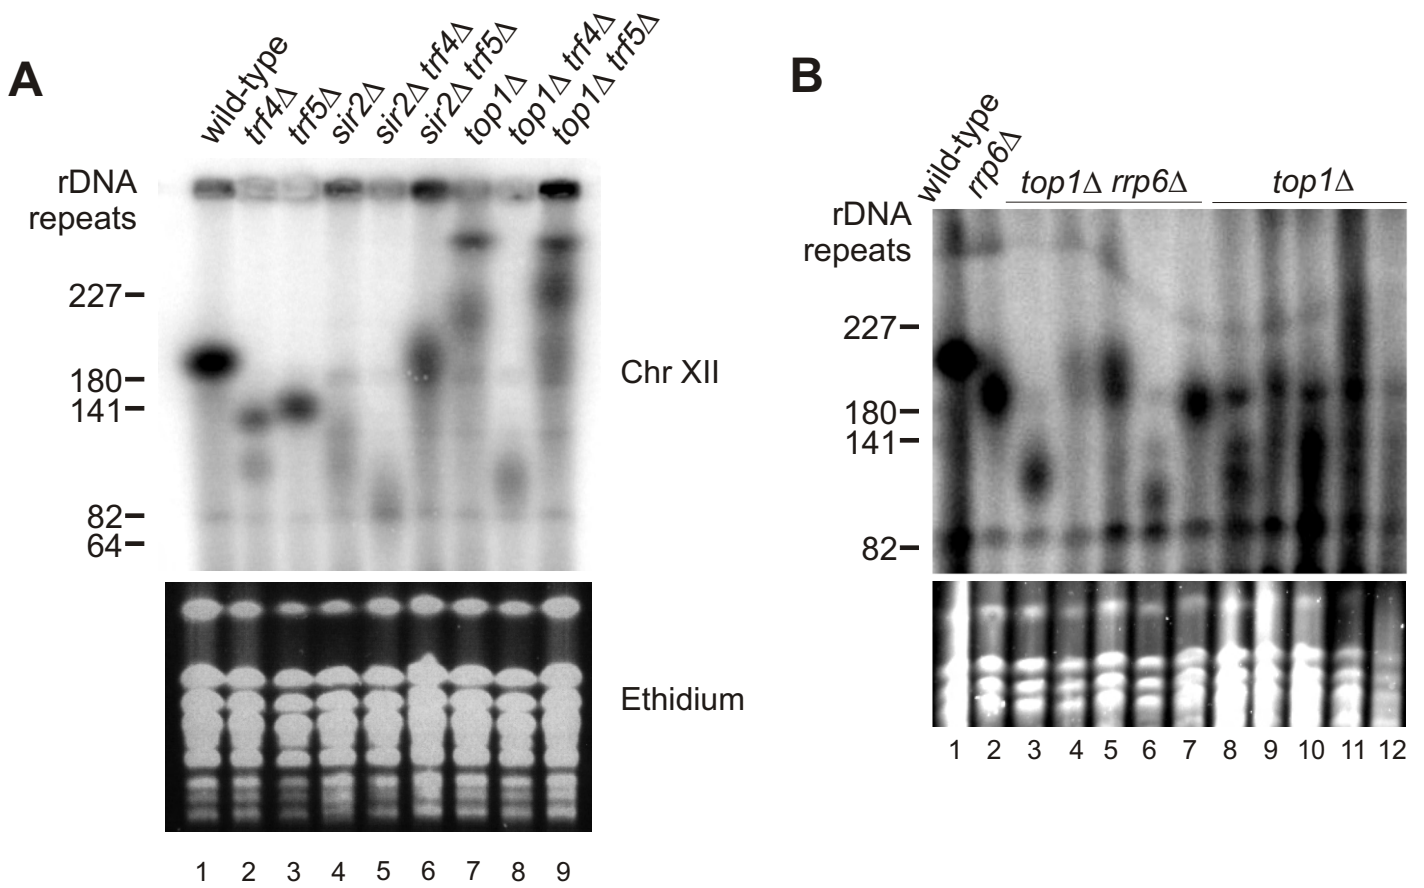 A
wild-type
trf4Δ
trf5Δ
sir2Δ
sir2Δ trf4Δ
sir2Δ trf5Δ
top1Δ
top1Δ trf4Δ
top1Δ trf5Δ
rDNA
repeats
227
180
141
82
64
Chr XII
Ethidium
1 2 3 4 5 6 7 8 9
B
wild-type
rrp6Δ
top1Δ rrp6Δ
top1Δ
rDNA
repeats
227
180
141
82
1 2 3 4 5 6 7 8 9 10 11 12